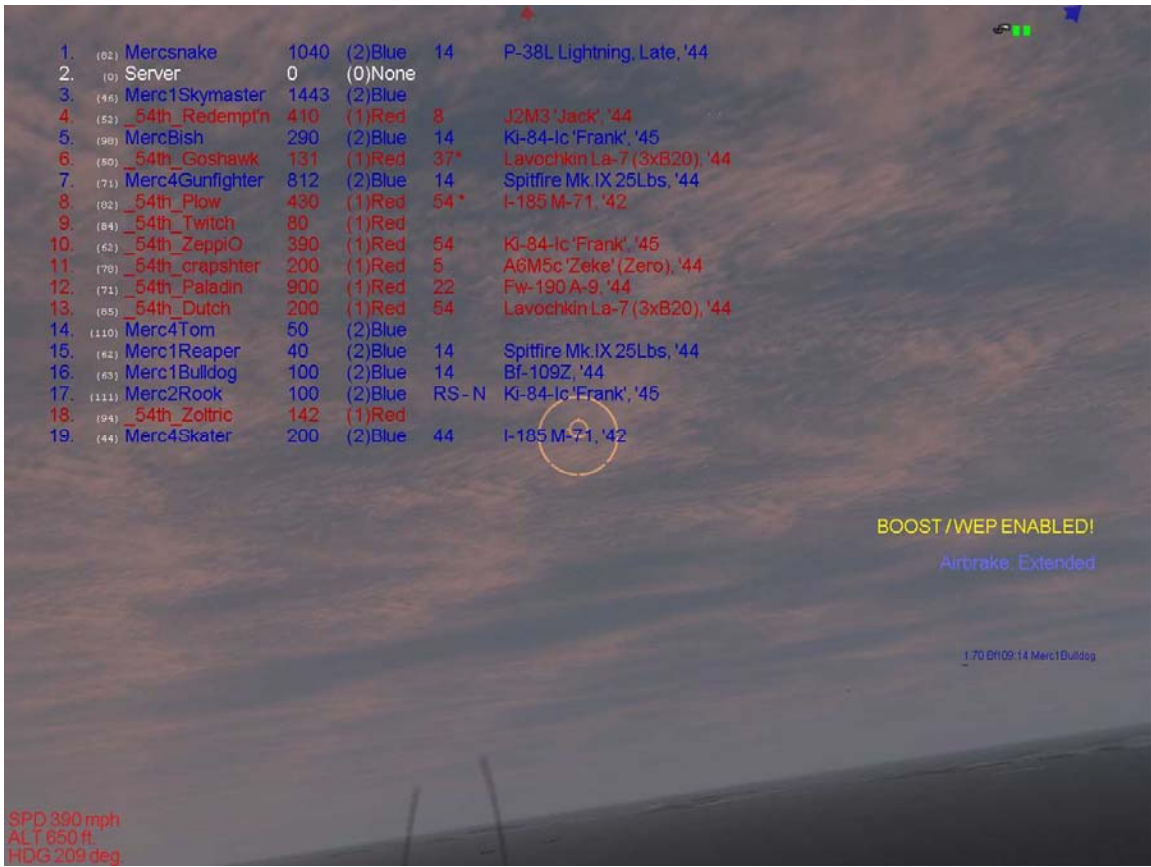 1. (82) Mercsnake 1040 (2)Blue 14 P-38L Lightning, Late, '44
2. (0) Server 0 (0)None
3. (46) Merc1Skymaster 1443 (2)Blue
4. (52) _54th_Redempt'n 410 (1)Red 8 J2M3 'Jack', '44
5. (98) MercBish 290 (2)Blue 14 Ki-84-Ic 'Frank', '45
6. (50) _54th_Goshawk 131 (1)Red 37* Lavochkin La-7 (3xB20), '44
7. (71) Merc4Gunfighter 812 (2)Blue 14 Spitfire Mk.IX 25Lbs, '44
8. (82) _54th_Plow 430 (1)Red 54* I-185 M-71, '42
9. (84) _54th_Twitch 80 (1)Red
10. (62) _54th_ZeppiO 390 (1)Red 54 Ki-84-Ic 'Frank', '45
11. (78) _54th_crapshter 200 (1)Red 5 A6M5c 'Zeke' (Zero), '44
12. (71) _54th_Paladin 900 (1)Red 22 Fw-190 A-9, '44
13. (65) _54th_Dutch 200 (1)Red 54 Lavochkin La-7 (3xB20), '44
14. (110) Merc4Tom 50 (2)Blue
15. (62) Merc1Reaper 40 (2)Blue 14 Spitfire Mk.IX 25Lbs, '44
16. (63) Merc1Bulldog 100 (2)Blue 14 Bf-109Z, '44
17. (111) Merc2Rook 100 (2)Blue RS-N Ki-84-Ic 'Frank', '45
18. (94) _54th_Zoltric 142 (1)Red
19. (44) Merc4Skater 200 (2)Blue 44 I-185 M-71, '42
BOOST/WEP ENABLED!
Airbrake: Extended
1.70 Bf109:14 Merc1Bulldog
SPD 390 mph
ALT 650 ft.
HDG 209 deg.